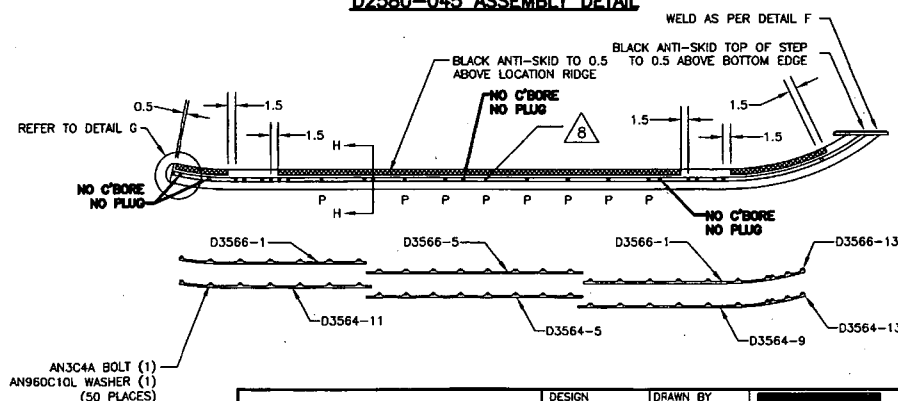 D2580-045 ASSEMBLY DETAIL
WELD AS PER DETAIL F
BLACK ANTI-SKID TO 0.5
ABOVE LOCATION RIDGE
BLACK ANTI-SKID TOP OF STEP
TO 0.5 ABOVE BOTTOM EDGE
NO C'BORE
NO PLUG
8
0.5
1.5
1.5
1.5
1.5
1.5
REFER TO DETAIL G
H
H
NO C'BORE
NO PLUG
P P P P P P P P
NO C'BORE
NO PLUG
D3566-1
D3566-5
D3566-1
D3566-13
D3564-11
D3564-5
D3564-9
D3564-13
AN3C4A BOLT (1)
AN960C10L WASHER (1)
(50 PLACES)
DESIGN
DRAWN BY